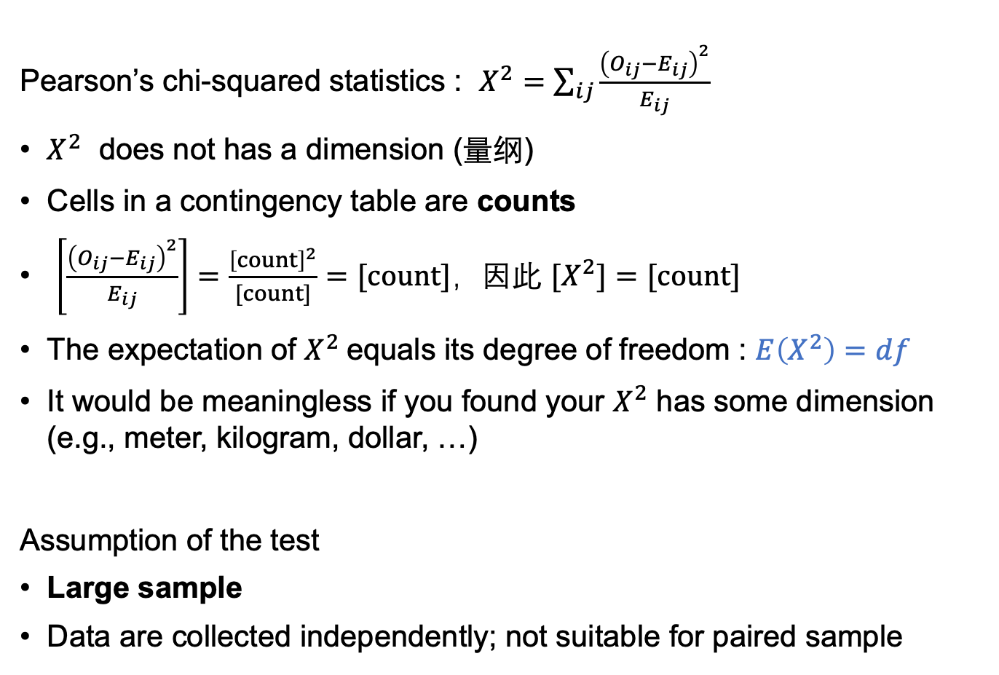 Pearson's chi-squared statistics : $X^2 = \sum_{ij} \frac{(O_{ij}-E_{ij})^2}{E_{ij}}$
• $X^2$ does not has a dimension (量纲)
• Cells in a contingency table are counts
• $\left[\frac{(O_{ij}-E_{ij})^2}{E_{ij}}\right] = \frac{[\text{count}]^2}{[\text{count}]} = [\text{count}]$，因此 $[X^2] = [\text{count}]$
• The expectation of $X^2$ equals its degree of freedom : $E(X^2) = df$
• It would be meaningless if you found your $X^2$ has some dimension
(e.g., meter, kilogram, dollar, …)
Assumption of the test
• Large sample
• Data are collected independently; not suitable for paired sample